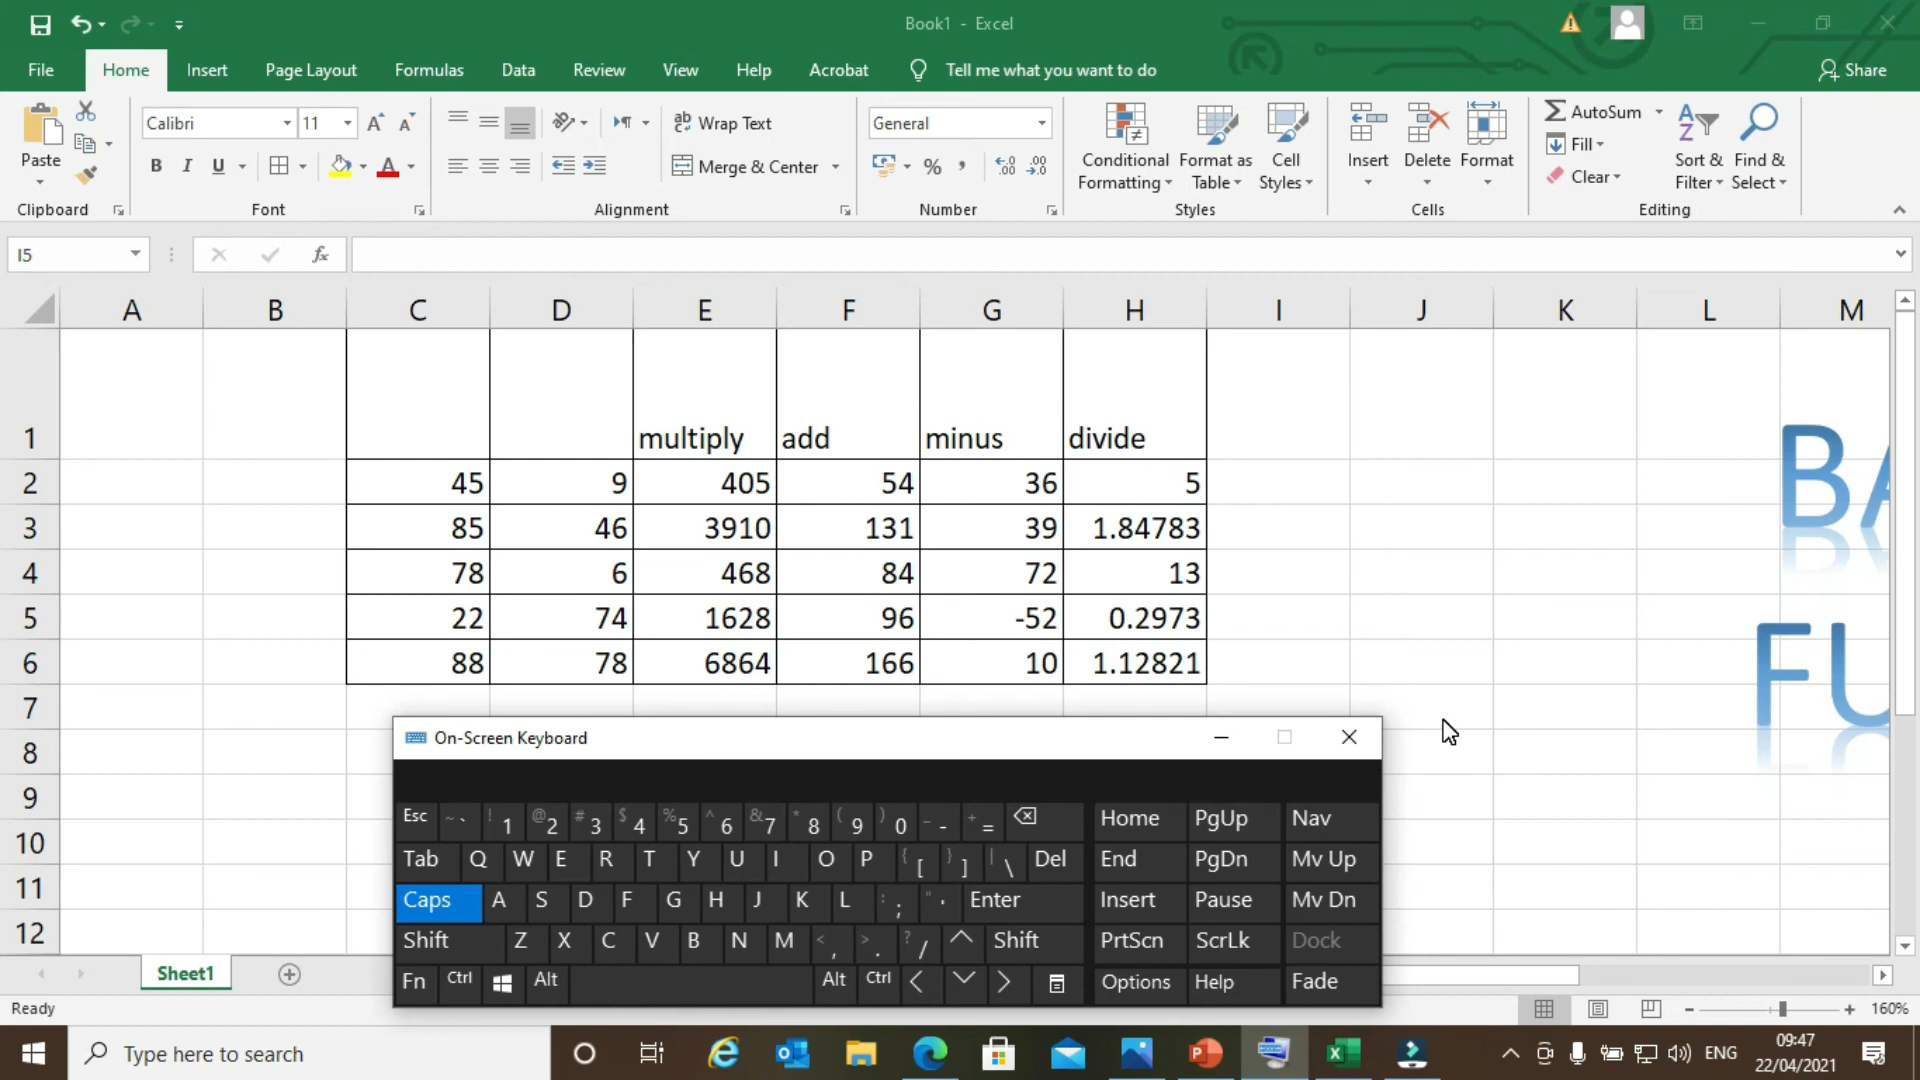 Book1 - Excel
File Home Insert Page Layout Formulas Data Review View Help Acrobat Tell me what you want to do Share
Paste
Clipboard
Calibri 11
B I U A
Font
Wrap Text
Merge & Center
Alignment
General
%
Number
Conditional Formatting
Format as Table
Cell Styles
Styles
Insert Delete Format
Cells
AutoSum
Fill
Clear
Sort & Filter
Find & Select
Editing
I5 fx
A B C D E F G H I J K L M
1 multiply add minus divide
2 45 9 405 54 36 5
3 85 46 3910 131 39 1.84783
4 78 6 468 84 72 13
5 22 74 1628 96 -52 0.2973
6 88 78 6864 166 10 1.12821
7
8
9
10
11
12
BA
FU
On-Screen Keyboard
Esc ~ ` ! 1 @ 2 # 3 $ 4 % 5 ^ 6 & 7 * 8 ( 9 ) 0 _ - + = Home PgUp Nav
Tab Q W E R T Y U I O P { [ } ] | \ Del End PgDn Mv Up
Caps A S D F G H J K L : ; " ' Enter Insert Pause Mv Dn
Shift Z X C V B N M < , > . ? / Shift PrtScn ScrLk Dock
Fn Ctrl Alt Alt Ctrl Options Help Fade
Sheet1
Ready 160%
Type here to search
ENG
09:47
22/04/2021